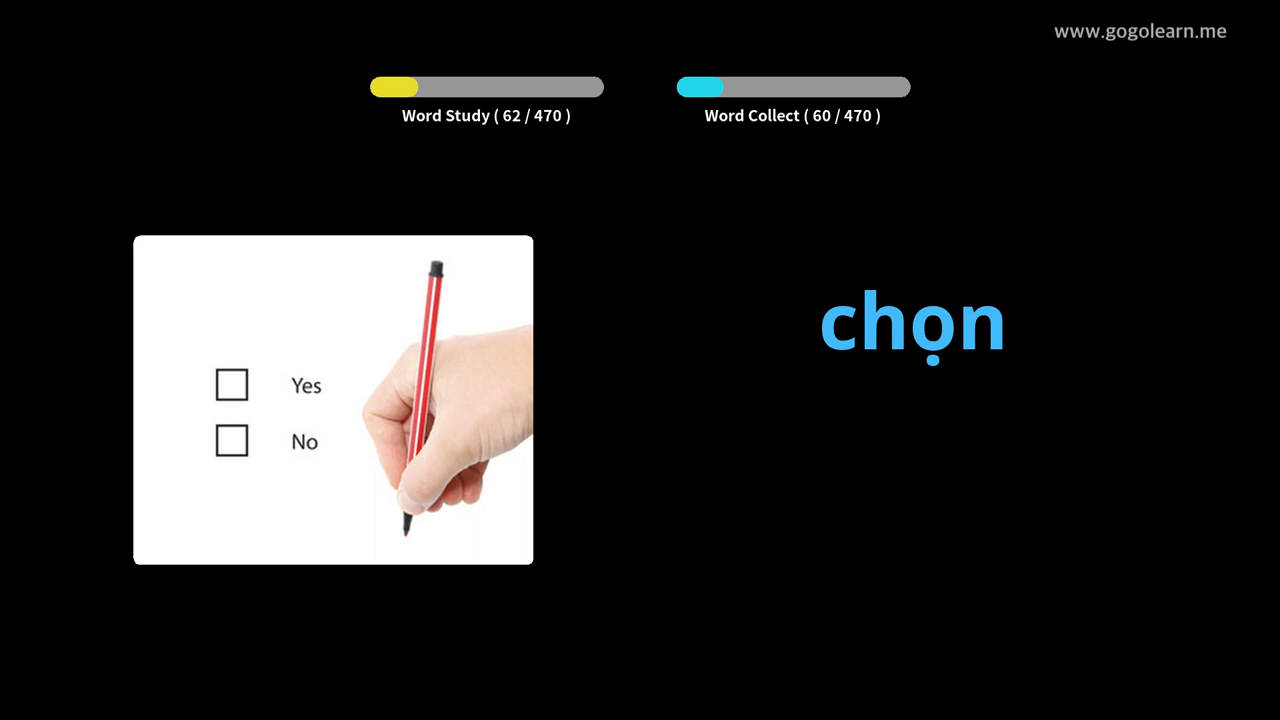 www.gogolearn.me
Word Study ( 62 / 470 )
Word Collect ( 60 / 470 )
chọn
Yes
No